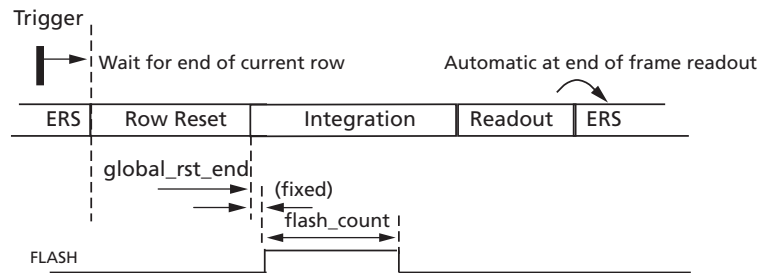 Trigger
Wait for end of current row
Automatic at end of frame readout
ERS
Row Reset
Integration
Readout
ERS
global_rst_end
(fixed)
flash_count
FLASH